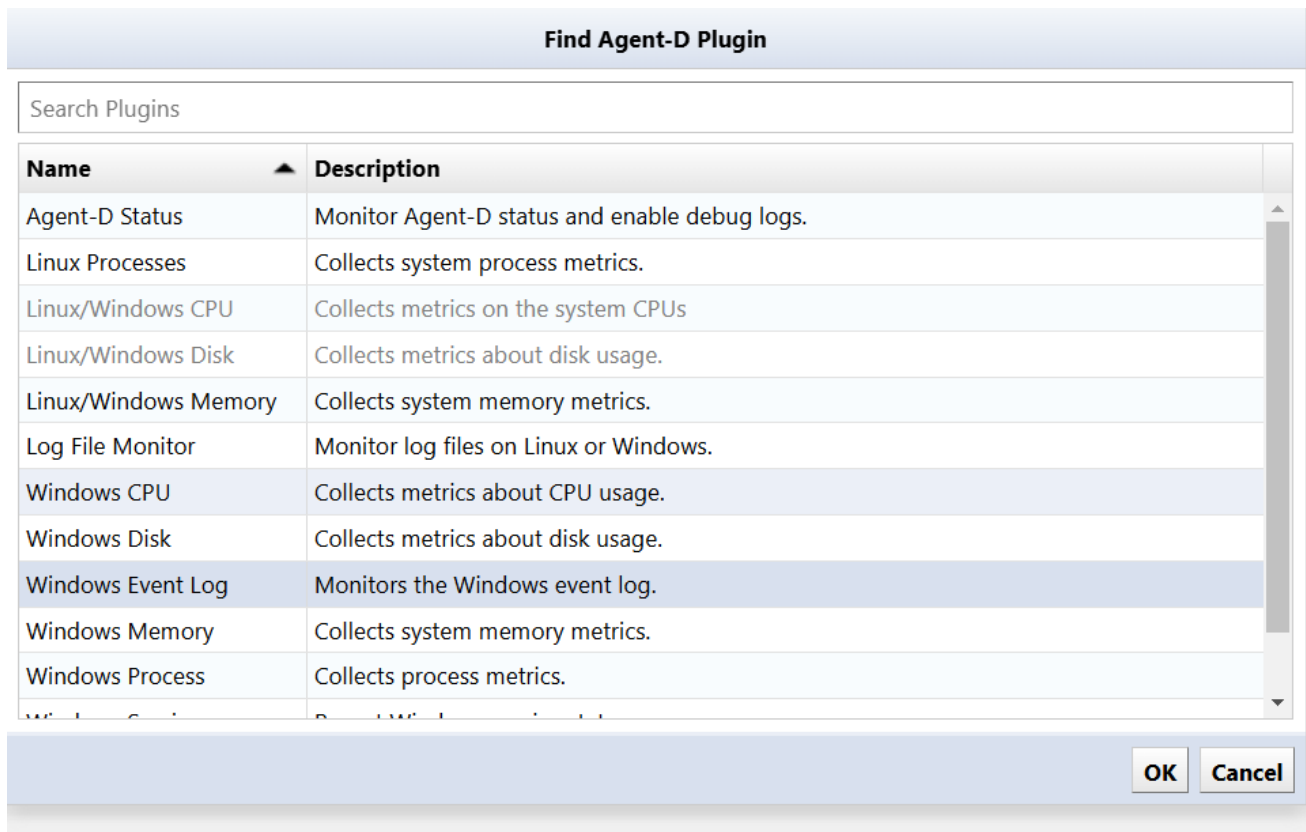 Find Agent-D Plugin
Search Plugins
Name Description
Agent-D Status Monitor Agent-D status and enable debug logs.
Linux Processes Collects system process metrics.
Linux/Windows CPU Collects metrics on the system CPUs
Linux/Windows Disk Collects metrics about disk usage.
Linux/Windows Memory Collects system memory metrics.
Log File Monitor Monitor log files on Linux or Windows.
Windows CPU Collects metrics about CPU usage.
Windows Disk Collects metrics about disk usage.
Windows Event Log Monitors the Windows event log.
Windows Memory Collects system memory metrics.
Windows Process Collects process metrics.
OK Cancel